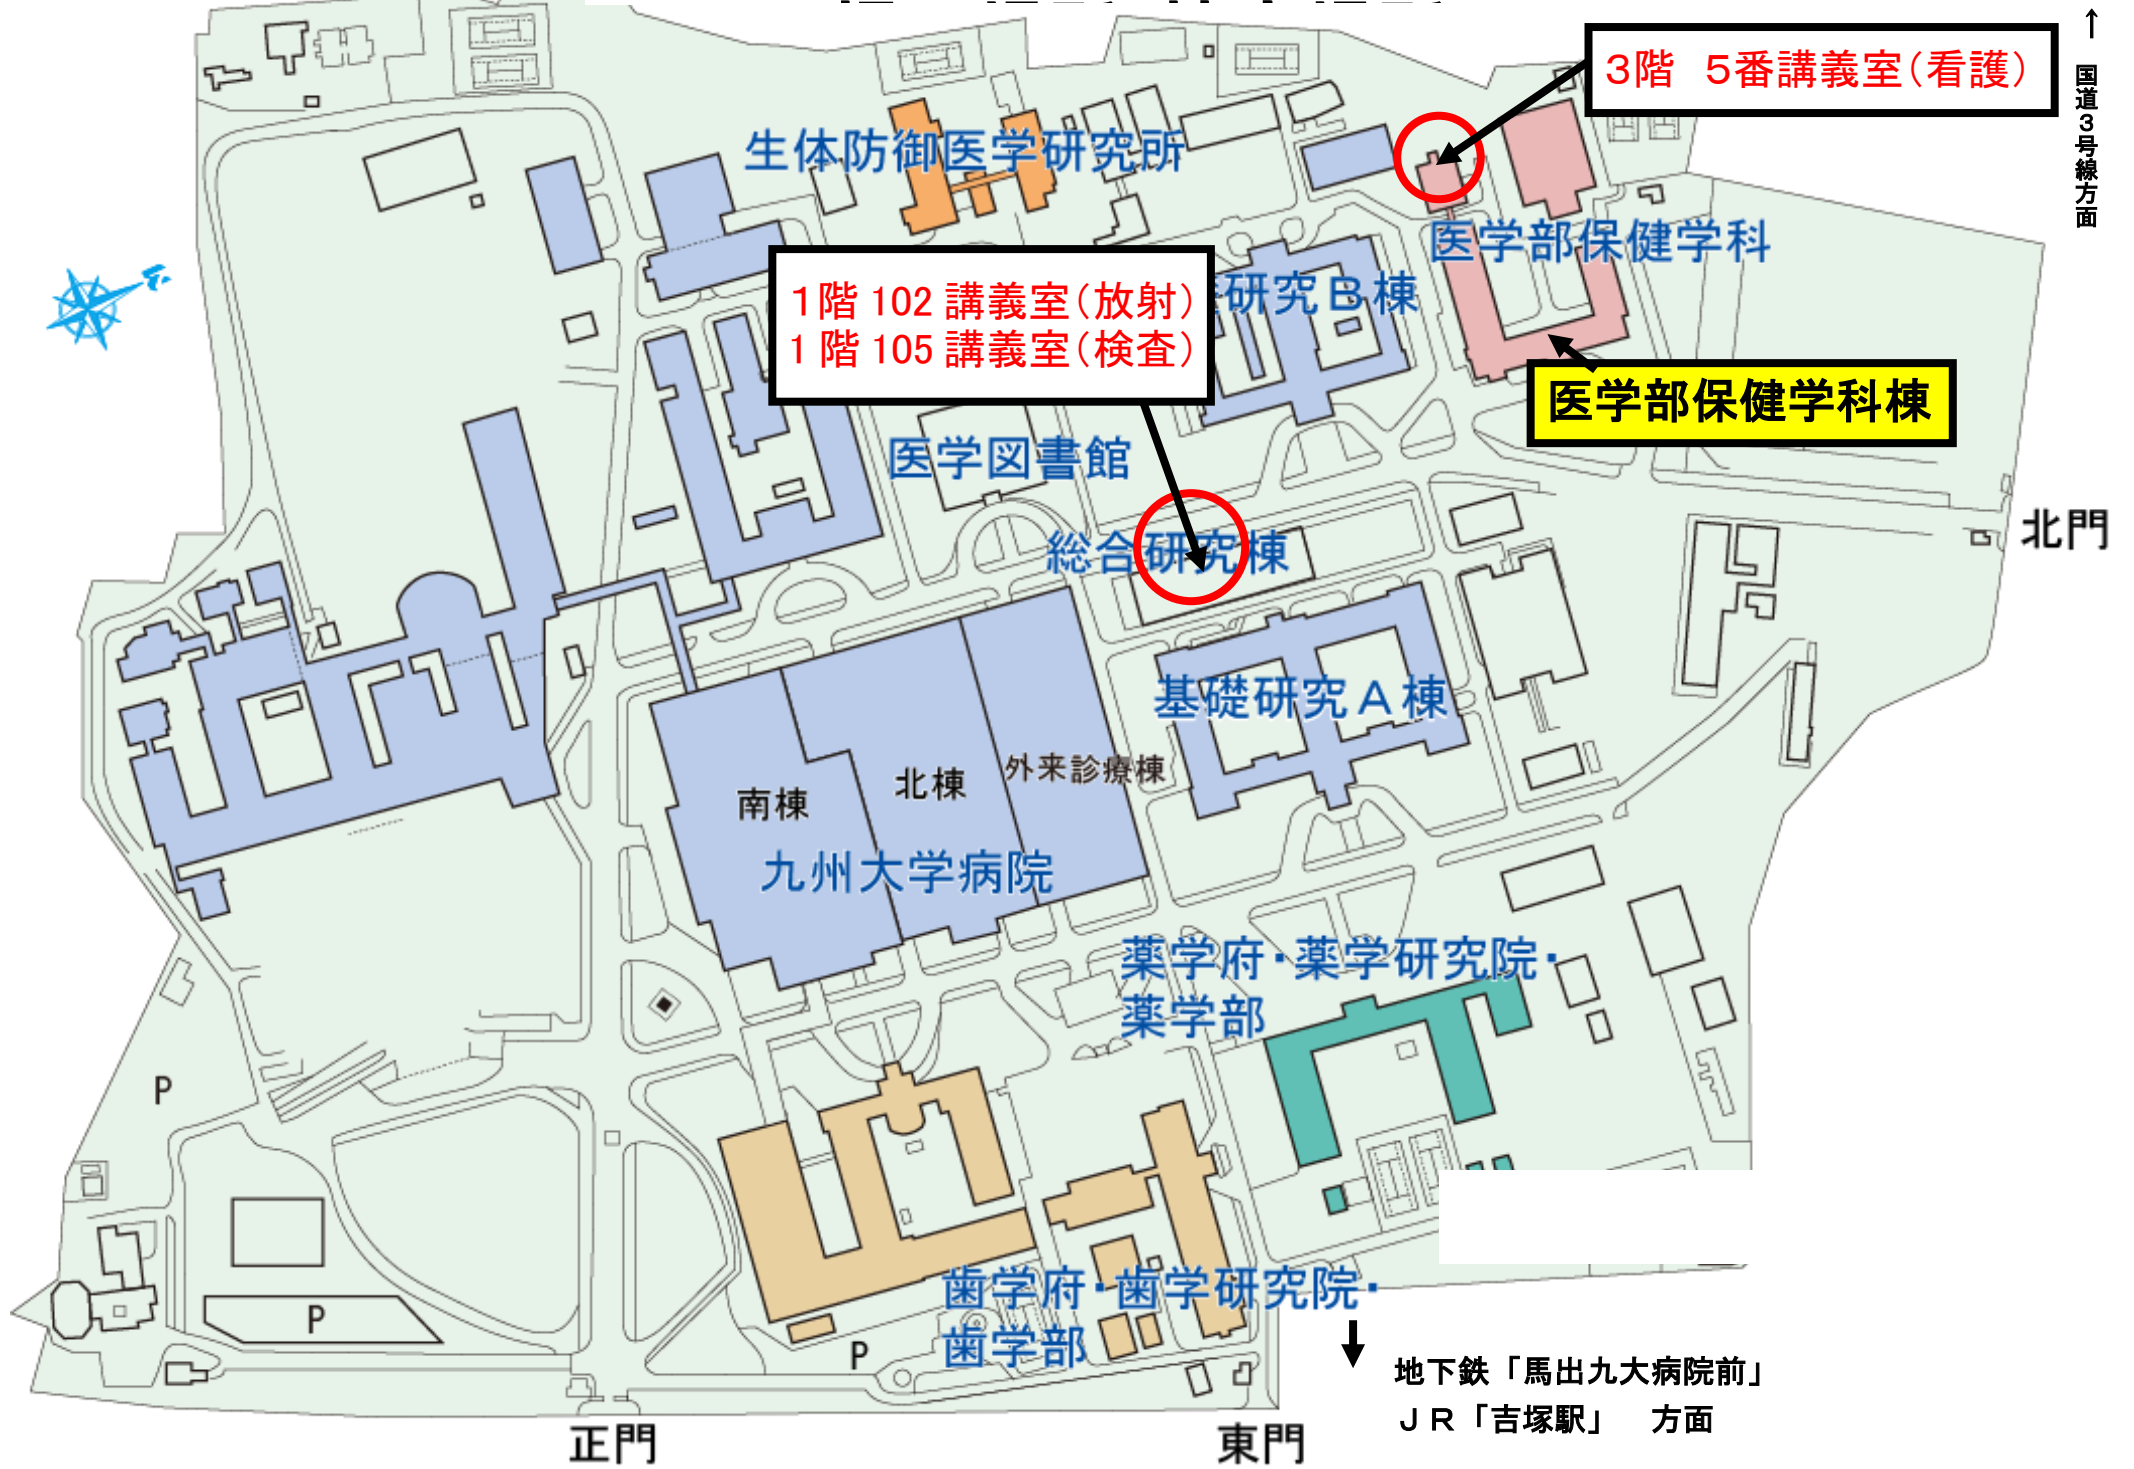 3階　5番講義室(看護)
↑国道3号線方面
生体防御医学研究所
医学部保健学科
1階 102 講義室(放射)
1階 105 講義室(検査)
研究B棟
医学部保健学科棟
医学図書館
総合研究棟
北門
基礎研究A棟
外来診療棟
北棟
南棟
九州大学病院
薬学府・薬学研究院・
薬学部
P
P
歯学府・歯学研究院・
歯学部
P
地下鉄「馬出九大病院前」
JR「吉塚駅」　方面
正門
東門